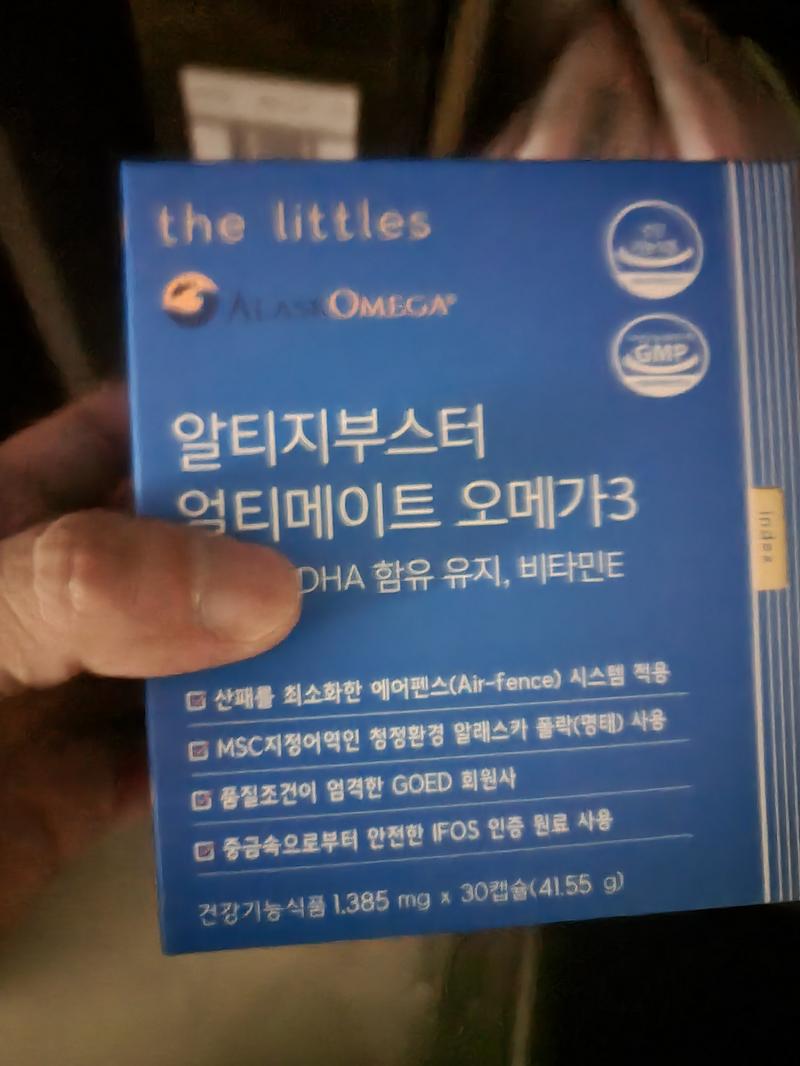 the littles
ALASKOMEGA®
GMP
알티지부스터
엄티메이트 오메가3
DHA 함유 유지, 비타민E
index
산패를 최소화한 에어펜스(Air-fence) 시스템 적용
MSC지정어역인 청정환경 알래스카 폴락(명태) 사용
품질조건이 엄격한 GOED 회원사
중금속으로부터 안전한 IFOS 인증 원료 사용
건강기능식품 1,385 mg x 30캡슐(41.55 g)